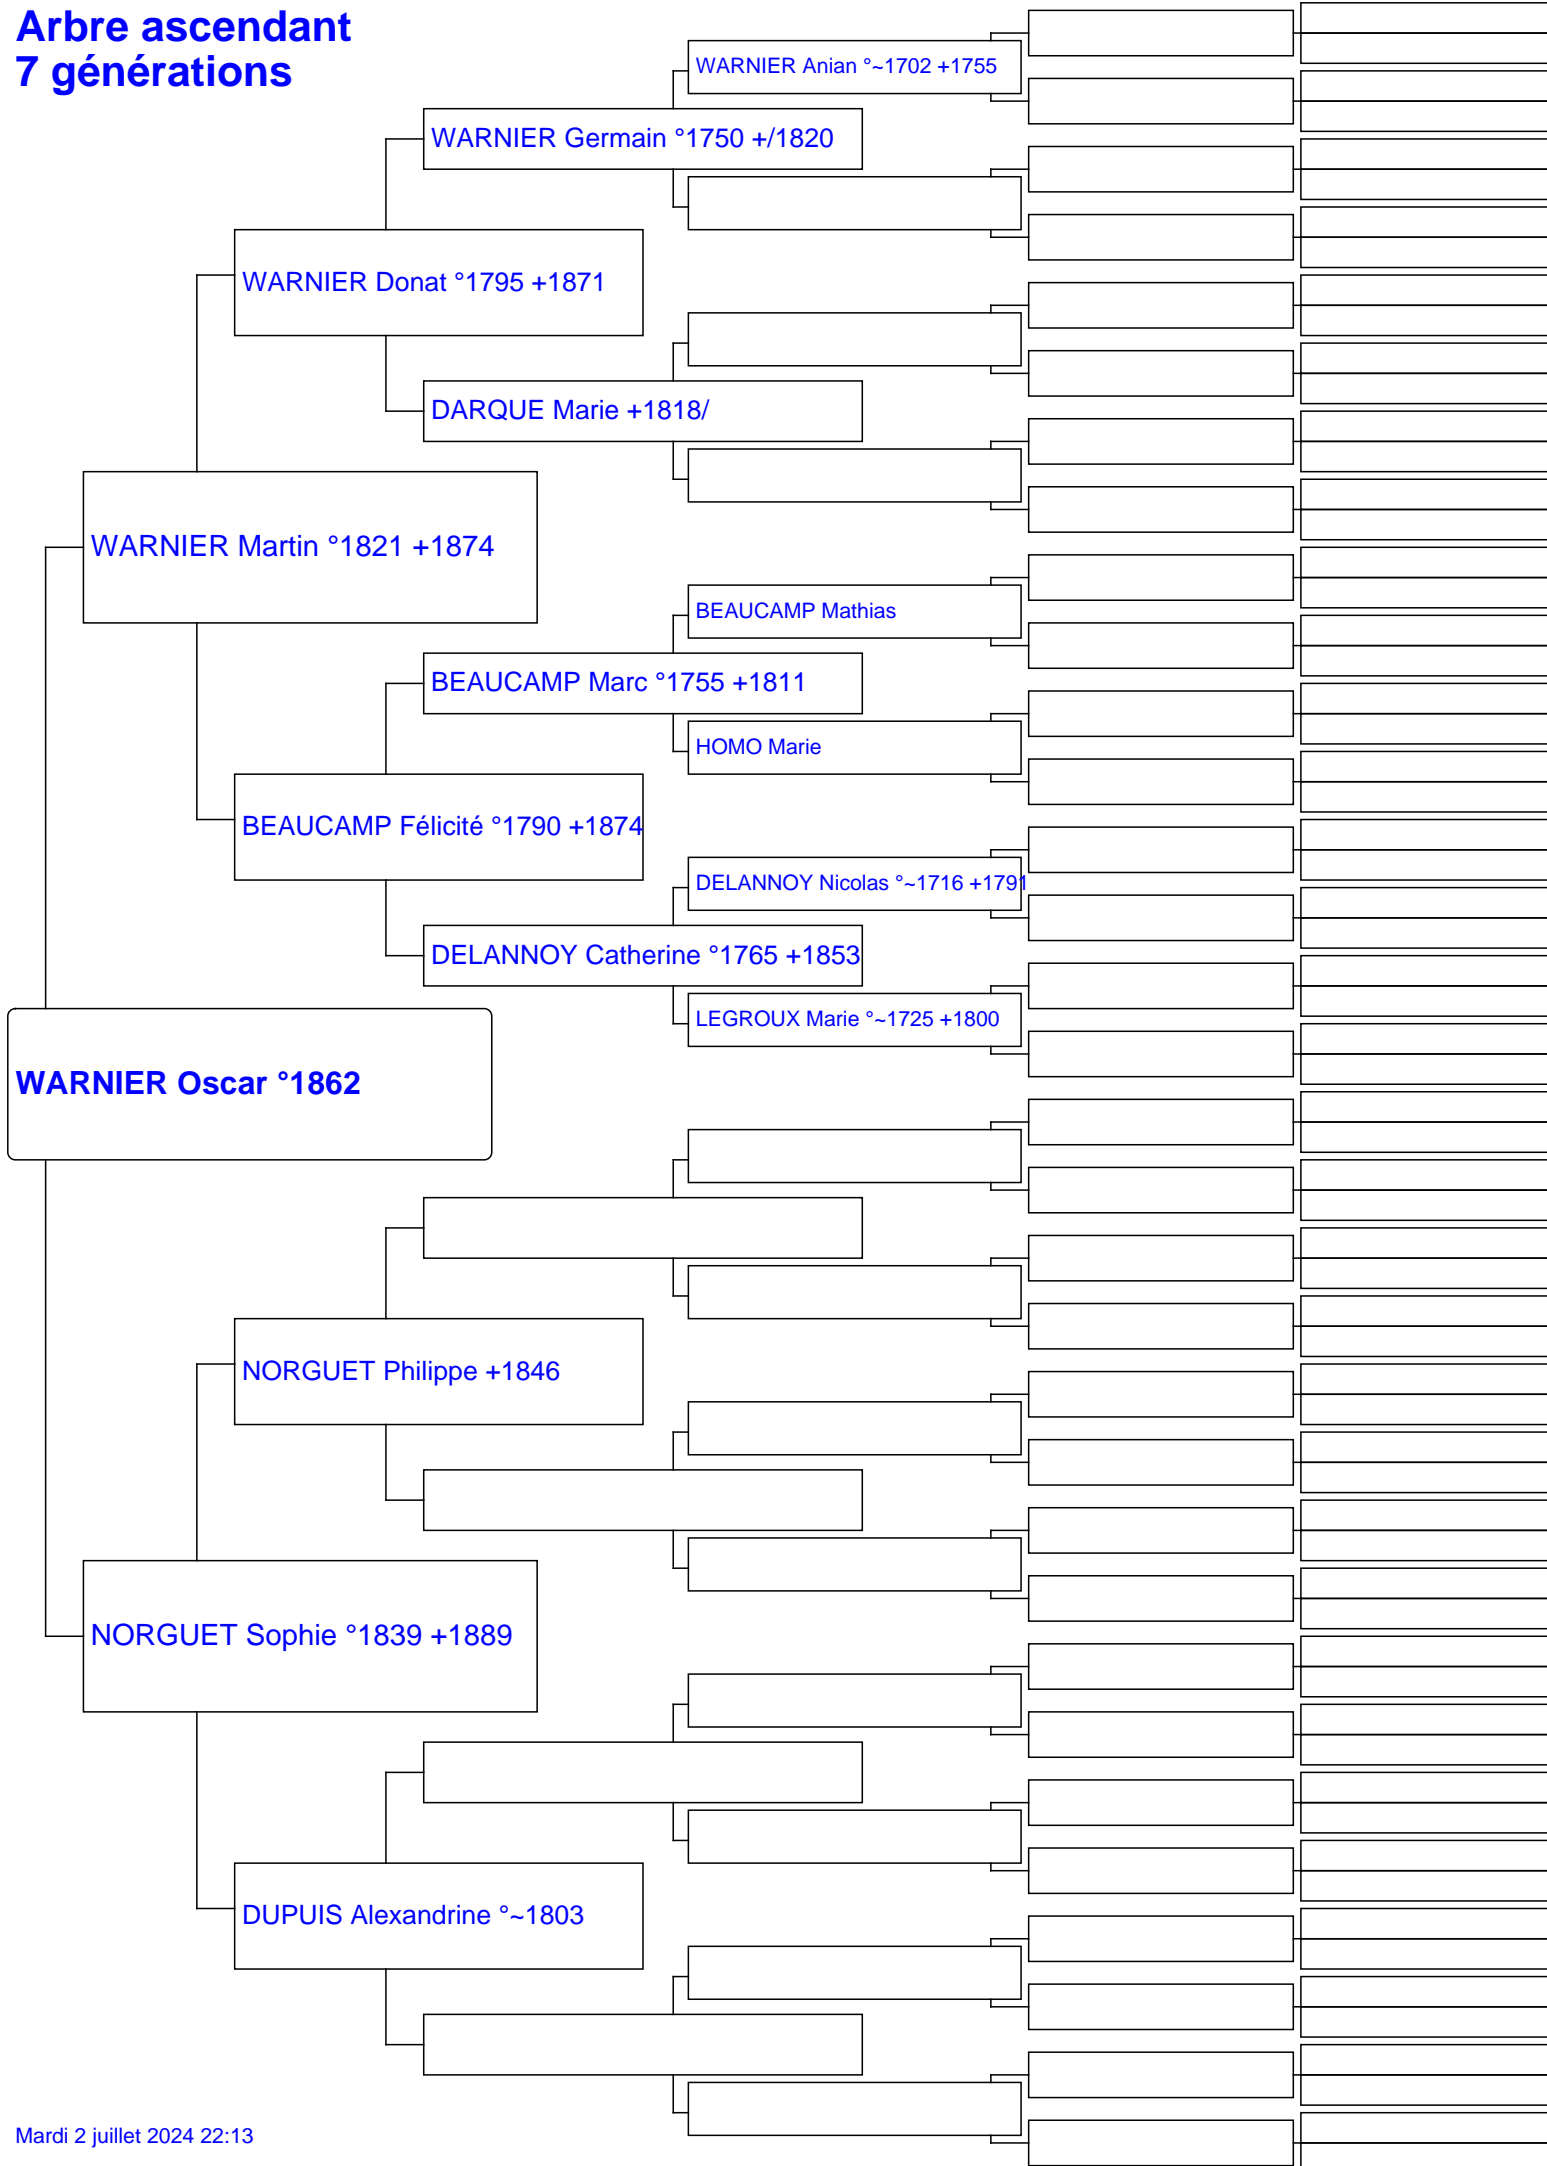 Arbre ascendant
7 générations
WARNIER Anian °~1702 +1755
WARNIER Germain °1750 +/1820
WARNIER Donat °1795 +1871
DARQUE Marie +1818/
WARNIER Martin °1821 +1874
BEAUCAMP Mathias
BEAUCAMP Marc °1755 +1811
HOMO Marie
BEAUCAMP Félicité °1790 +1874
DELANNOY Nicolas °~1716 +1791
DELANNOY Catherine °1765 +1853
LEGROUX Marie °~1725 +1800
WARNIER Oscar °1862
NORGUET Philippe +1846
NORGUET Sophie °1839 +1889
DUPUIS Alexandrine °~1803
Mardi 2 juillet 2024 22:13